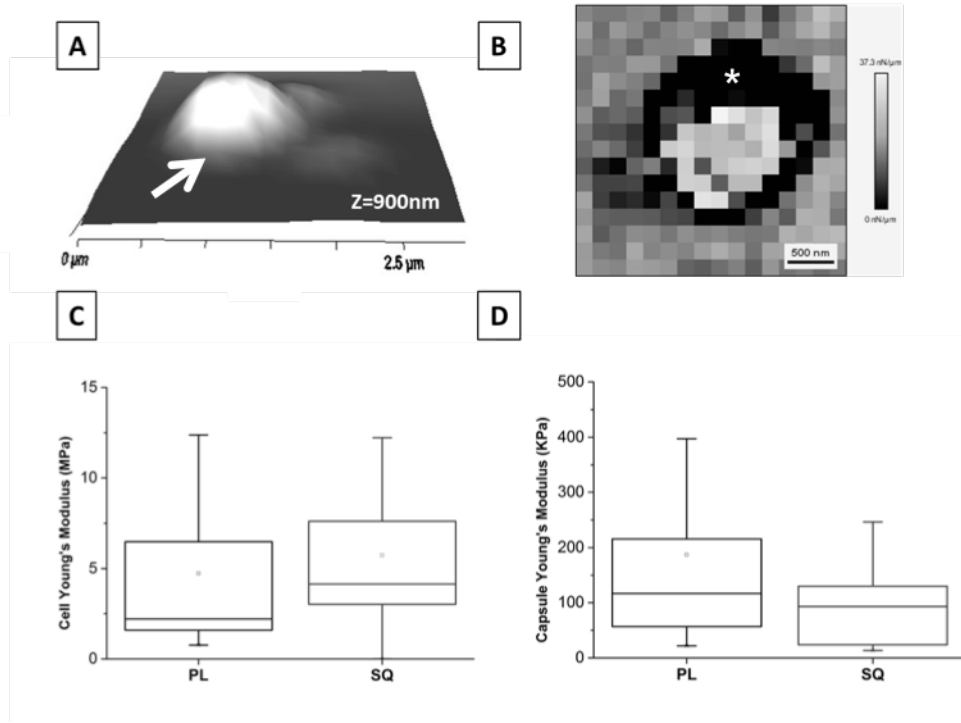 A
Z=900nm
0 µm
2.5 µm
B
*
37.3 nN/µm
0 nN/µm
500 nm
C
Cell Young's Modulus (MPa)
15
10
5
0
PL
SQ
D
Capsule Young's Modulus (KPa)
500
400
300
200
100
0
PL
SQ